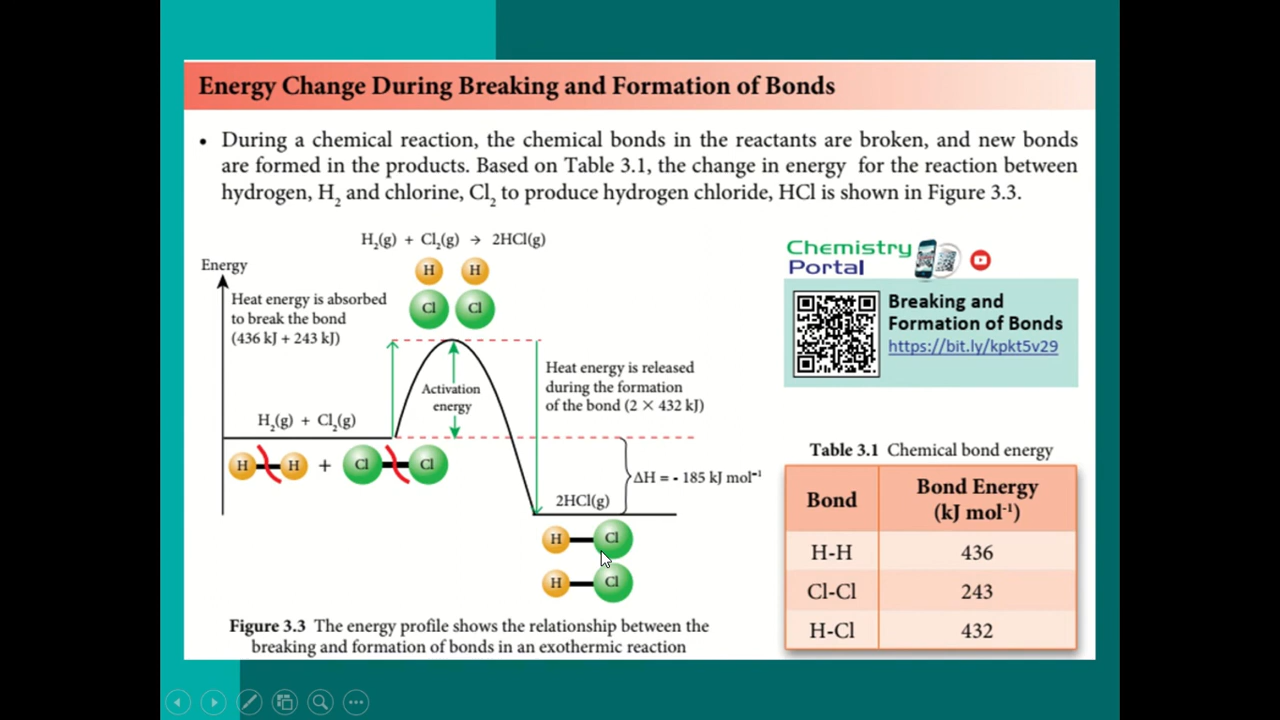 Energy Change During Breaking and Formation of Bonds
• During a chemical reaction, the chemical bonds in the reactants are broken, and new bonds
are formed in the products. Based on Table 3.1, the change in energy for the reaction between
hydrogen, H₂ and chlorine, Cl₂ to produce hydrogen chloride, HCl is shown in Figure 3.3.
H₂(g) + Cl₂(g) → 2HCl(g)
Energy
H H
Cl Cl
Heat energy is absorbed
to break the bond
(436 kJ + 243 kJ)
Activation
energy
Heat energy is released
during the formation
of the bond (2 × 432 kJ)
H₂(g) + Cl₂(g)
H H + Cl Cl
ΔH = - 185 kJ mol⁻¹
2HCl(g)
H Cl
H Cl
Figure 3.3 The energy profile shows the relationship between the
breaking and formation of bonds in an exothermic reaction
Chemistry
Portal
Breaking and
Formation of Bonds
https://bit.ly/kpkt5v29
Table 3.1 Chemical bond energy
Bond Bond Energy
(kJ mol⁻¹)
H-H 436
Cl-Cl 243
H-Cl 432